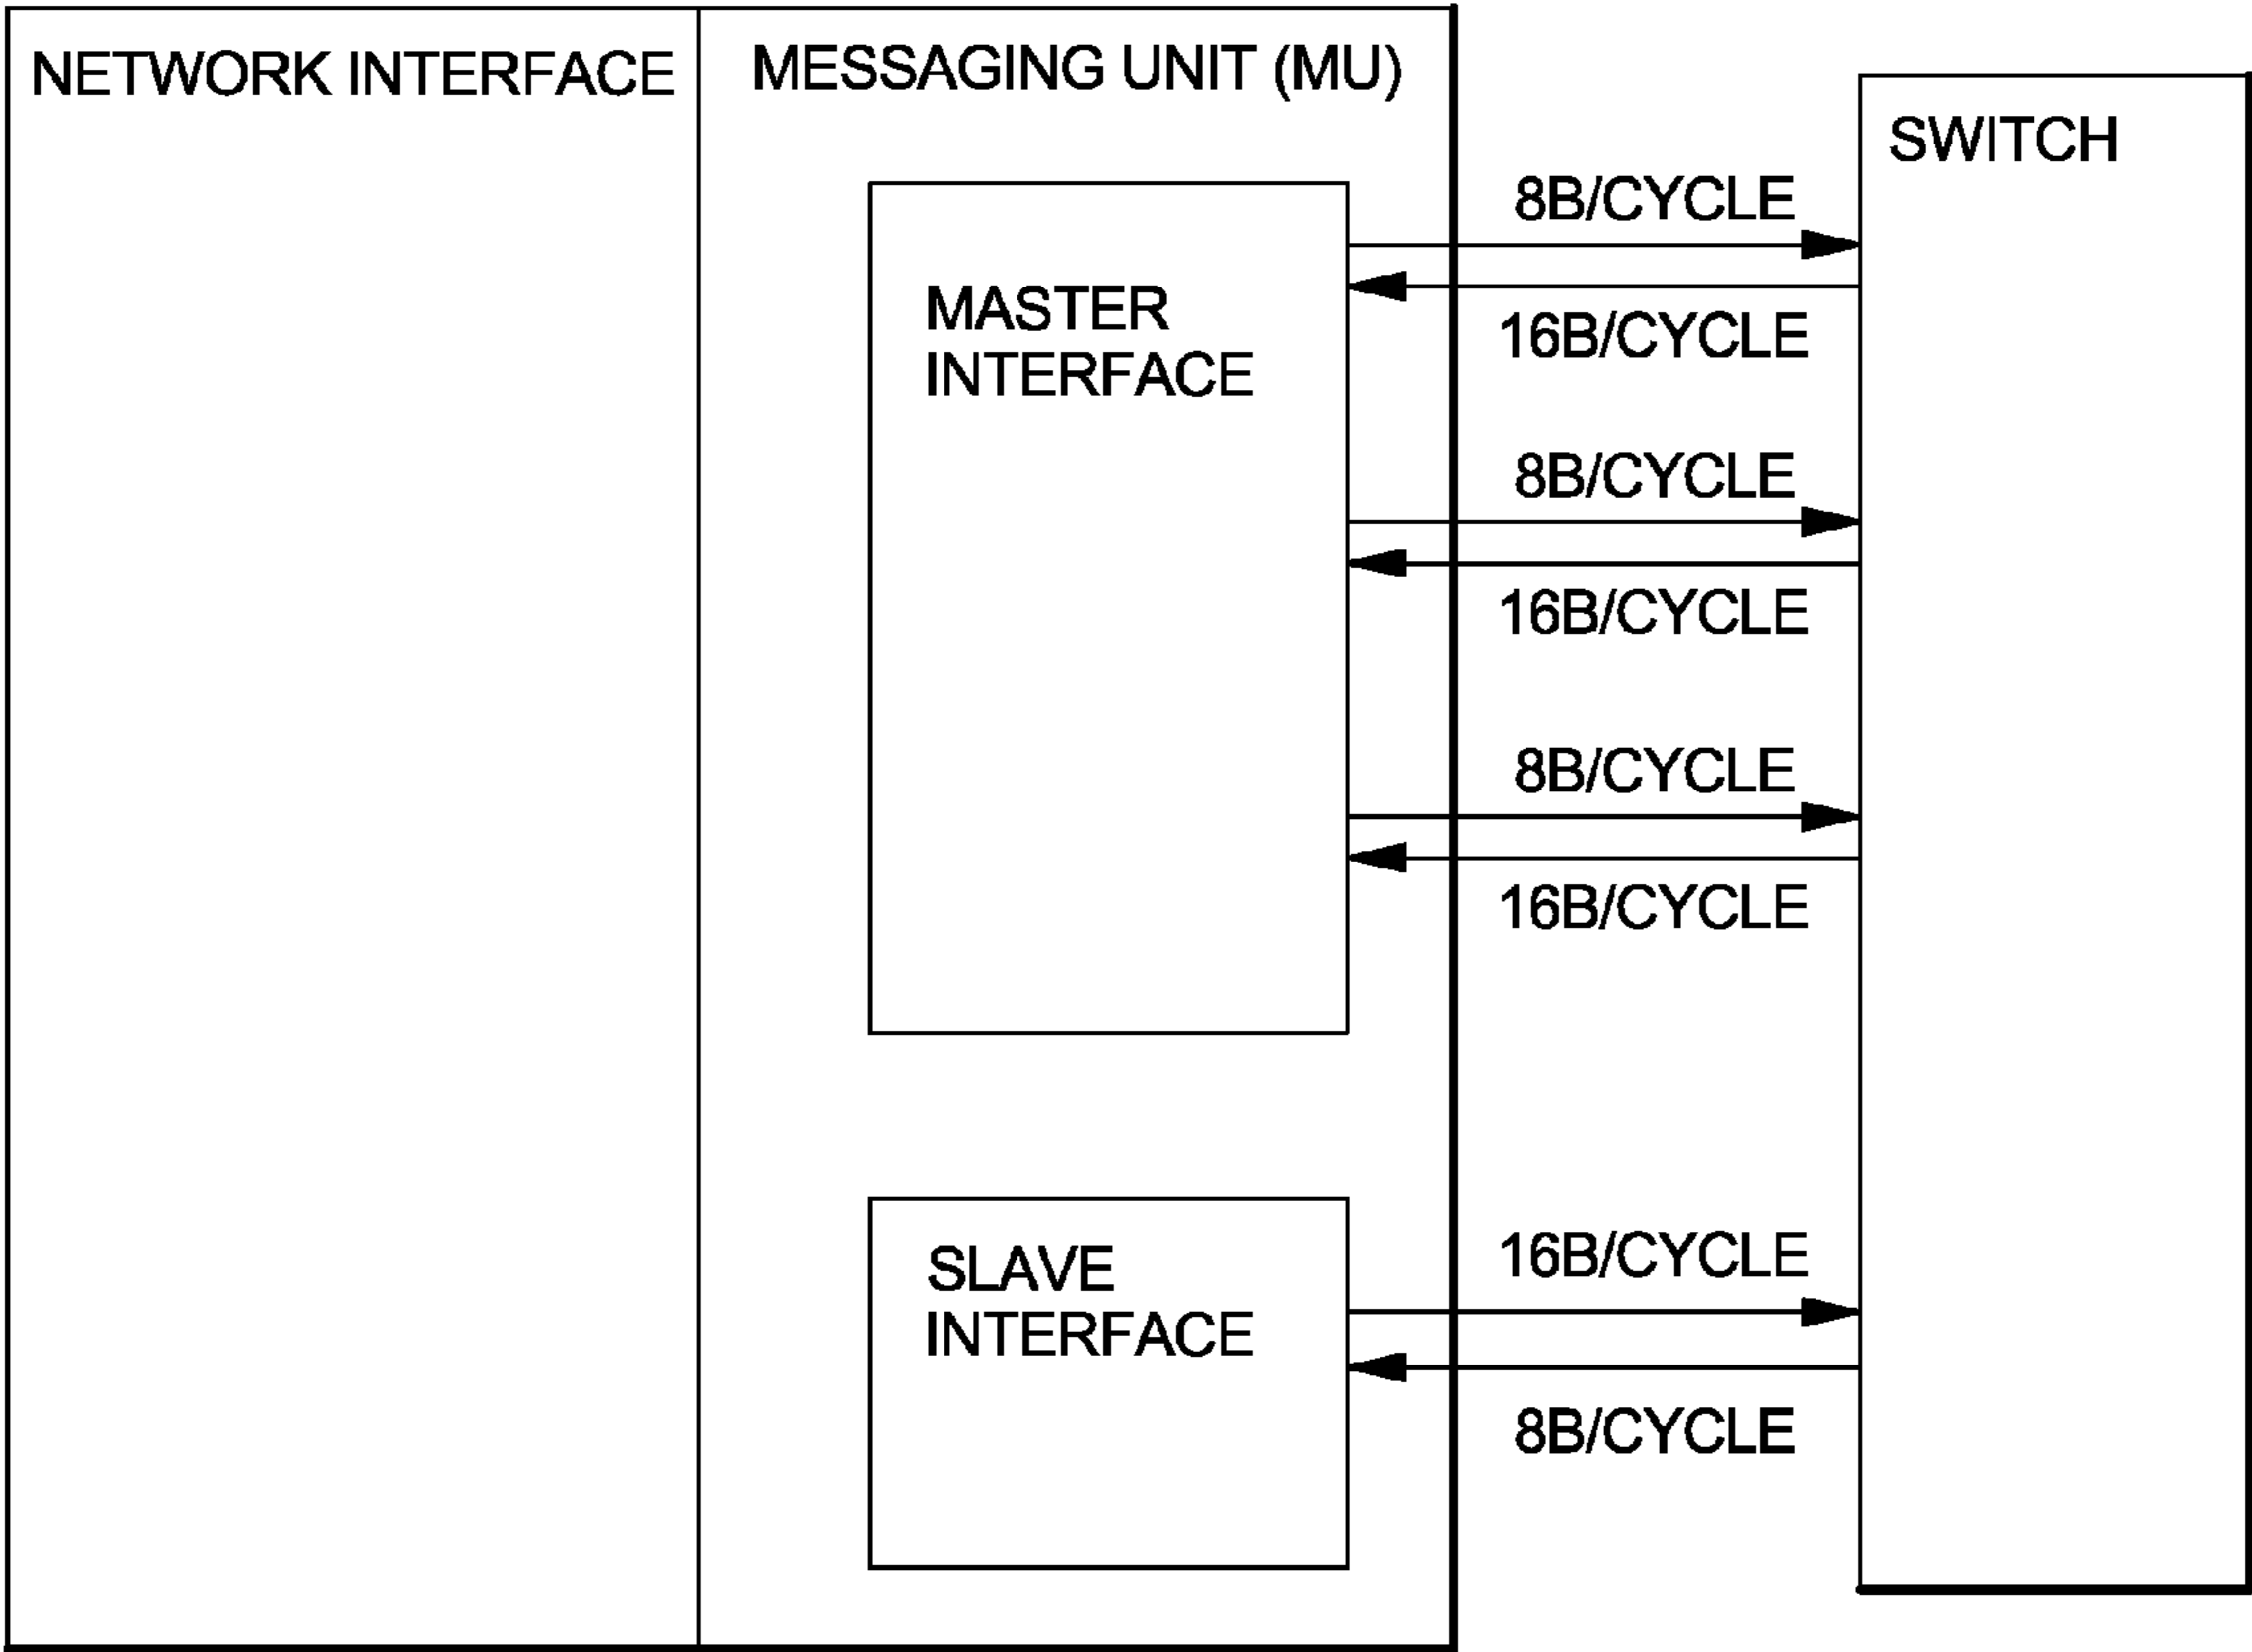 NETWORK INTERFACE
MESSAGING UNIT (MU)
SWITCH
MASTER
INTERFACE
8B/CYCLE
16B/CYCLE
8B/CYCLE
16B/CYCLE
8B/CYCLE
16B/CYCLE
SLAVE
INTERFACE
16B/CYCLE
8B/CYCLE